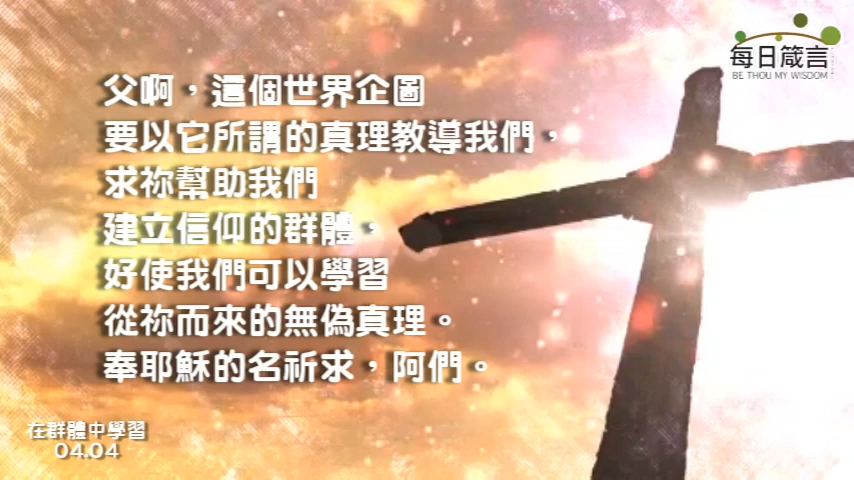 每日箴言
BE THOU MY WISDOM
父啊，這個世界企圖
要以它所謂的真理教導我們，
求祢幫助我們
建立信仰的群體，
好使我們可以學習
從祢而來的無偽真理。
奉耶穌的名祈求，阿們。
在群體中學習
04.04